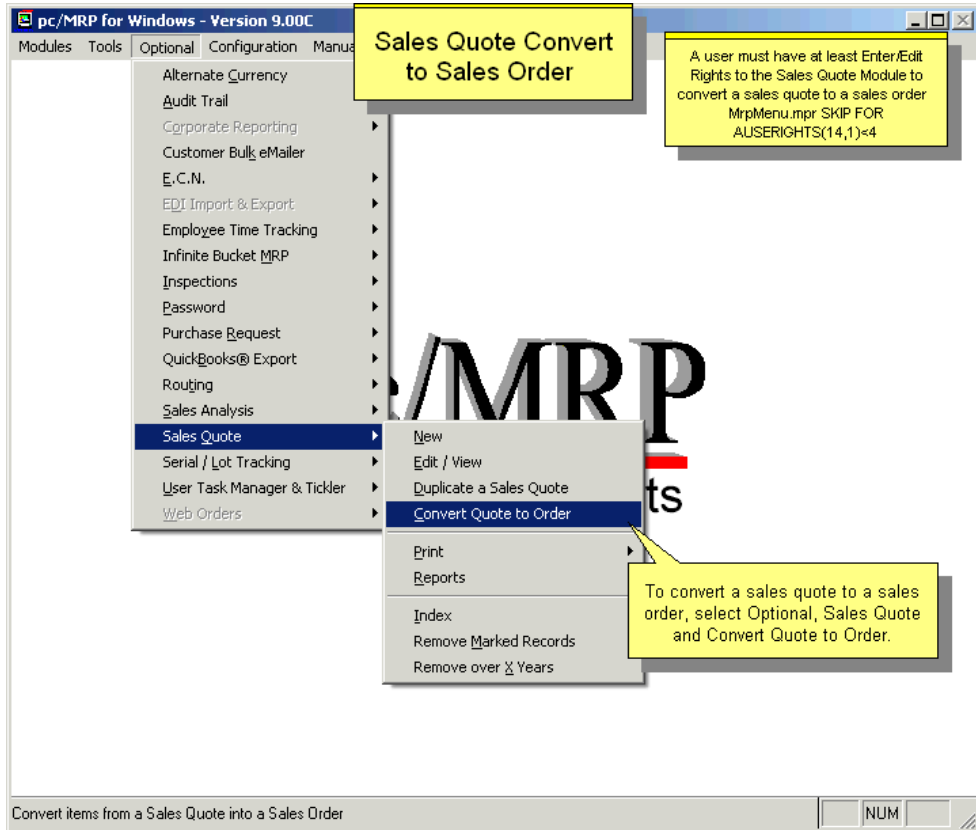 pc/MRP for Windows - Version 9.00C
Modules Tools Optional Configuration Manua
Sales Quote Convert
to Sales Order
A user must have at least Enter/Edit
Rights to the Sales Quote Module to
convert a sales quote to a sales order
MrpMenu.mpr SKIP FOR
AUSERIGHTS(14,1)<4
Alternate Currency
Audit Trail
Corporate Reporting
Customer Bulk eMailer
E.C.N.
EDI Import & Export
Employee Time Tracking
Infinite Bucket MRP
Inspections
Password
Purchase Request
QuickBooks® Export
Routing
Sales Analysis
Sales Quote
Serial / Lot Tracking
User Task Manager & Tickler
Web Orders
/MRP
ts
New
Edit / View
Duplicate a Sales Quote
Convert Quote to Order
Print
Reports
Index
Remove Marked Records
Remove over X Years
To convert a sales quote to a sales
order, select Optional, Sales Quote
and Convert Quote to Order.
Convert items from a Sales Quote into a Sales Order
NUM